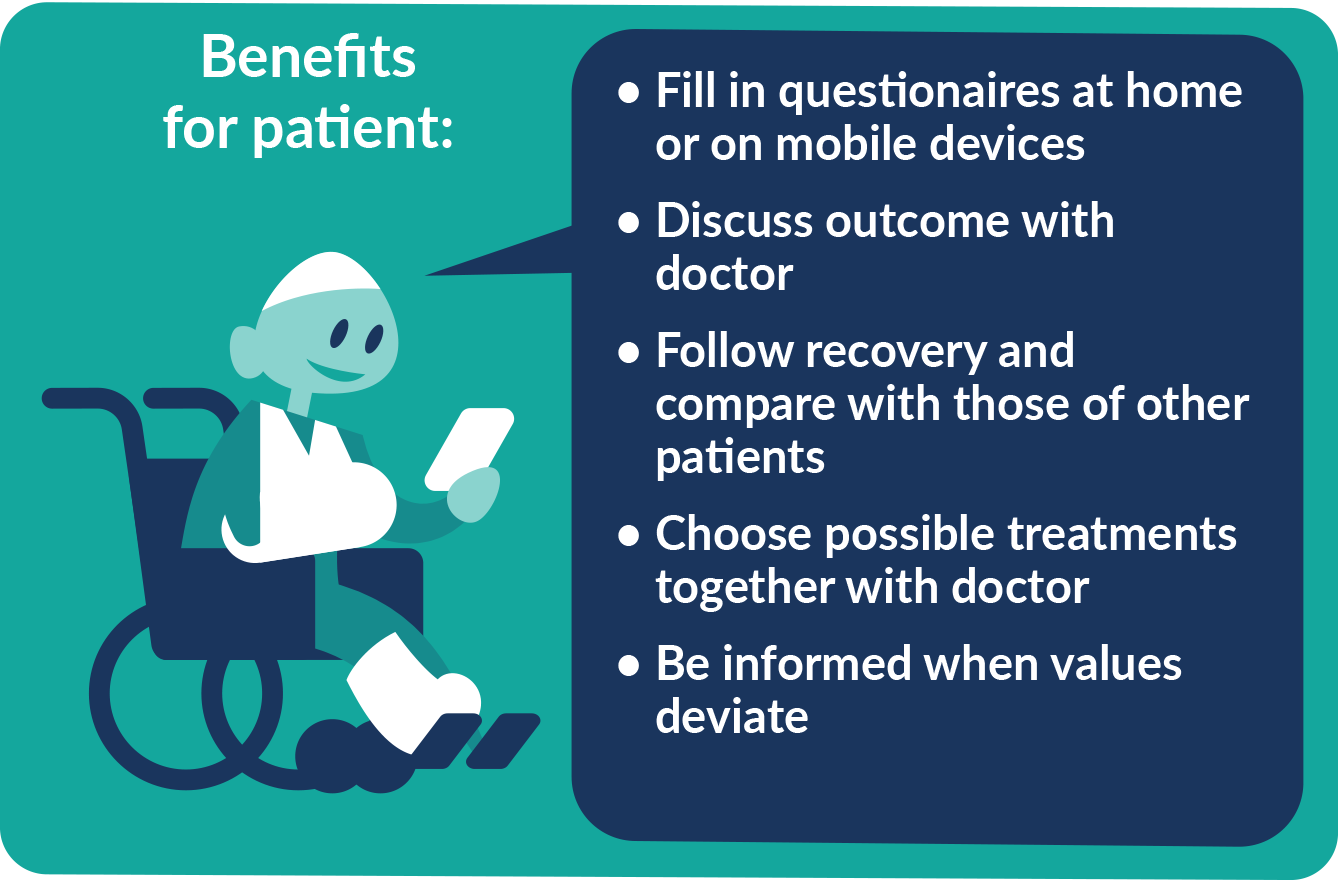 Benefits
for patient:
• Fill in questionaires at home
or on mobile devices
• Discuss outcome with
doctor
• Follow recovery and
compare with those of other
patients
• Choose possible treatments
together with doctor
• Be informed when values
deviate